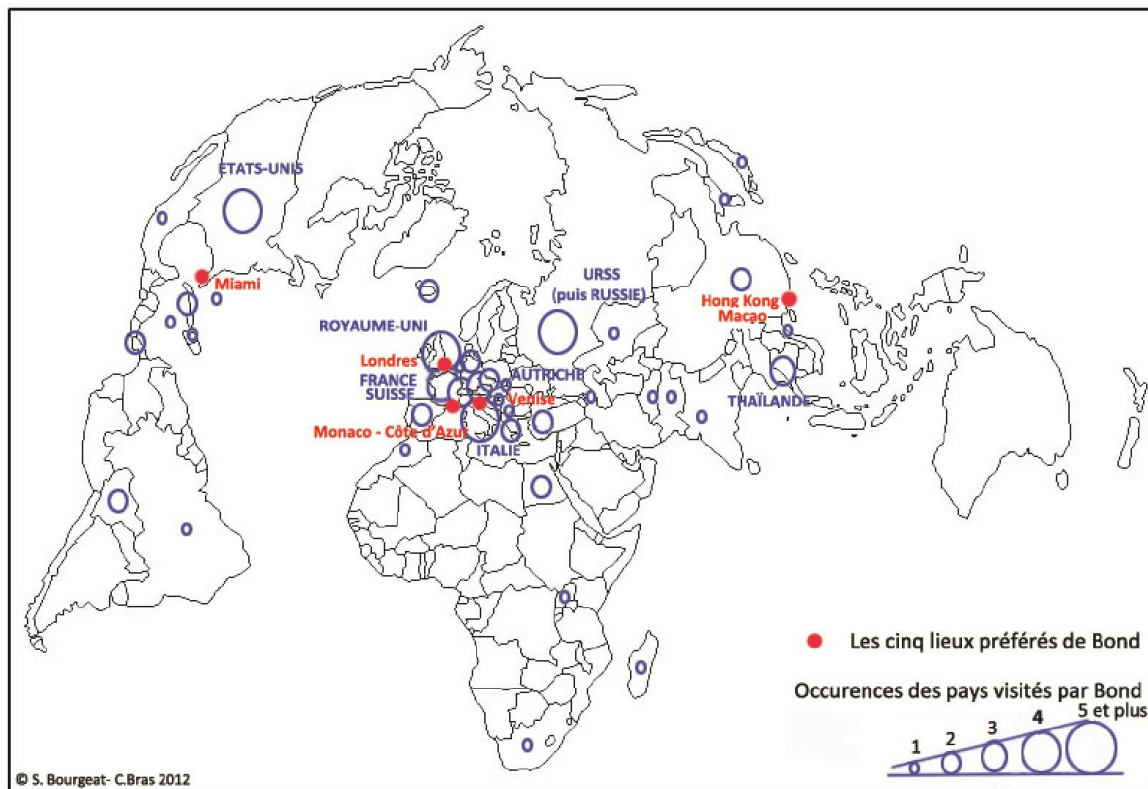 ETATS-UNIS
Miami
URSS
(puis RUSSIE)
Hong Kong
Macao
ROYAUME-UNI
Londres
FRANCE
SUISSE
AUTRICHE
Venise
THAÏLANDE
Monaco - Côte d'Azur
ITALIE
Les cinq lieux préférés de Bond
Occurences des pays visités par Bond
1 2 3 4 5 et plus
© S. Bourgeat- C.Bras 2012